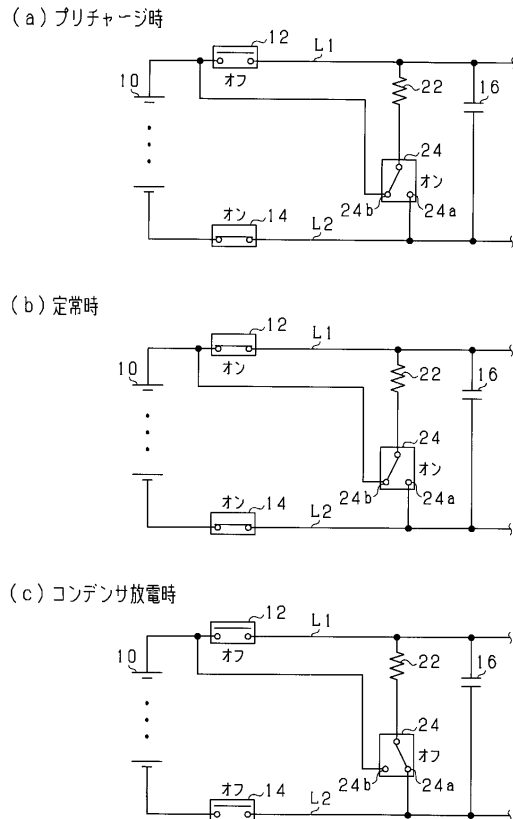 (a)プリチャージ時
10
12
オフ
L1
22
16
24
オン
24b
24a
オン
14
L2
(b)定常時
10
12
オン
L1
22
16
24
オン
24b
24a
オン
14
L2
(c)コンデンサ放電時
10
12
オフ
L1
22
16
24
オフ
24b
24a
オフ
14
L2